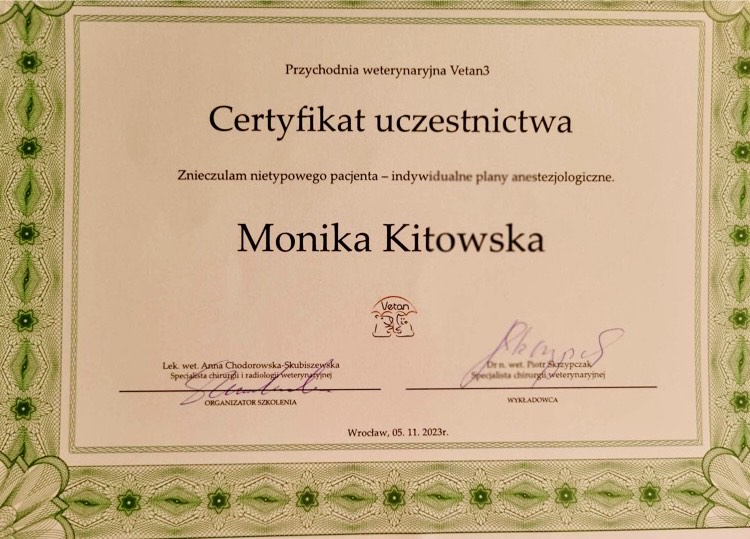 Przychodnia weterynaryjna Vetan3
Certyfikat uczestnictwa
Znieczulam nietypowego pacjenta – indywidualne plany anestezjologiczne.
Monika Kitowska
Vetan
Lek. wet. Anna Chodorowska-Skubiszewska
Specjalista chirurgii i radiologii weterynaryjnej
ORGANIZATOR SZKOLENIA
Skrzypczak
Dr n. wet. Piotr Skrzypczak
Specjalista chirurgii weterynaryjnej
WYKŁADOWCA
Wrocław, 05. 11. 2023r.